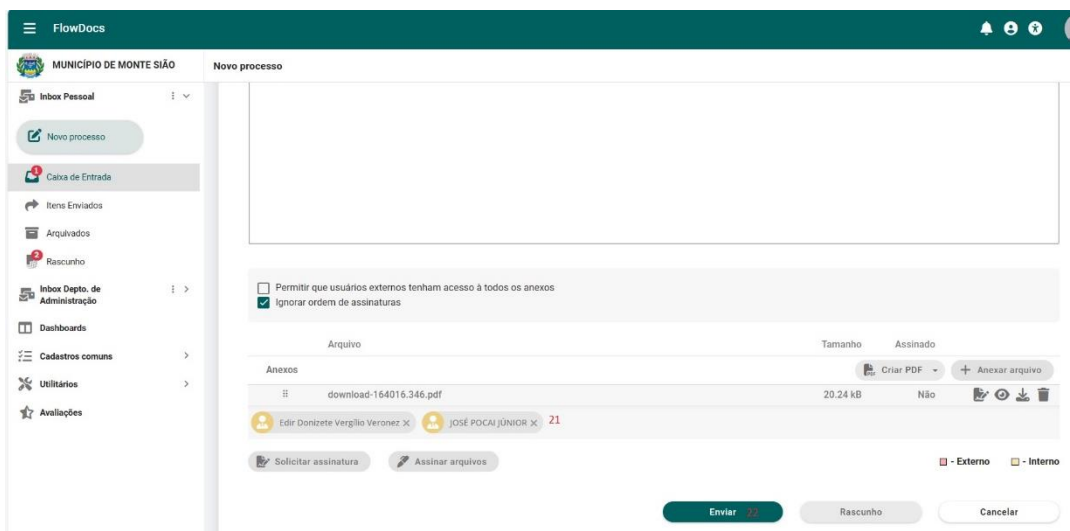 FlowDocs
MUNICÍPIO DE MONTE SIÃO
Novo processo
Inbox Pessoal
Novo processo
1
Caixa de Entrada
Itens Enviados
Arquivados
2
Rascunho
Inbox Depto. de
Administração
Dashboards
Cadastros comuns
Utilitários
Avaliações
Permitir que usuários externos tenham acesso à todos os anexos
Ignorar ordem de assinaturas
Arquivo Tamanho Assinado
Anexos Criar PDF + Anexar arquivo
download-164016.346.pdf 20.24 kB Não
Edir Donizete Vergílio Veronez × JOSÉ POCAI JÚNIOR × 21
Solicitar assinatura Assinar arquivos - Externo - Interno
Enviar 22 Rascunho Cancelar